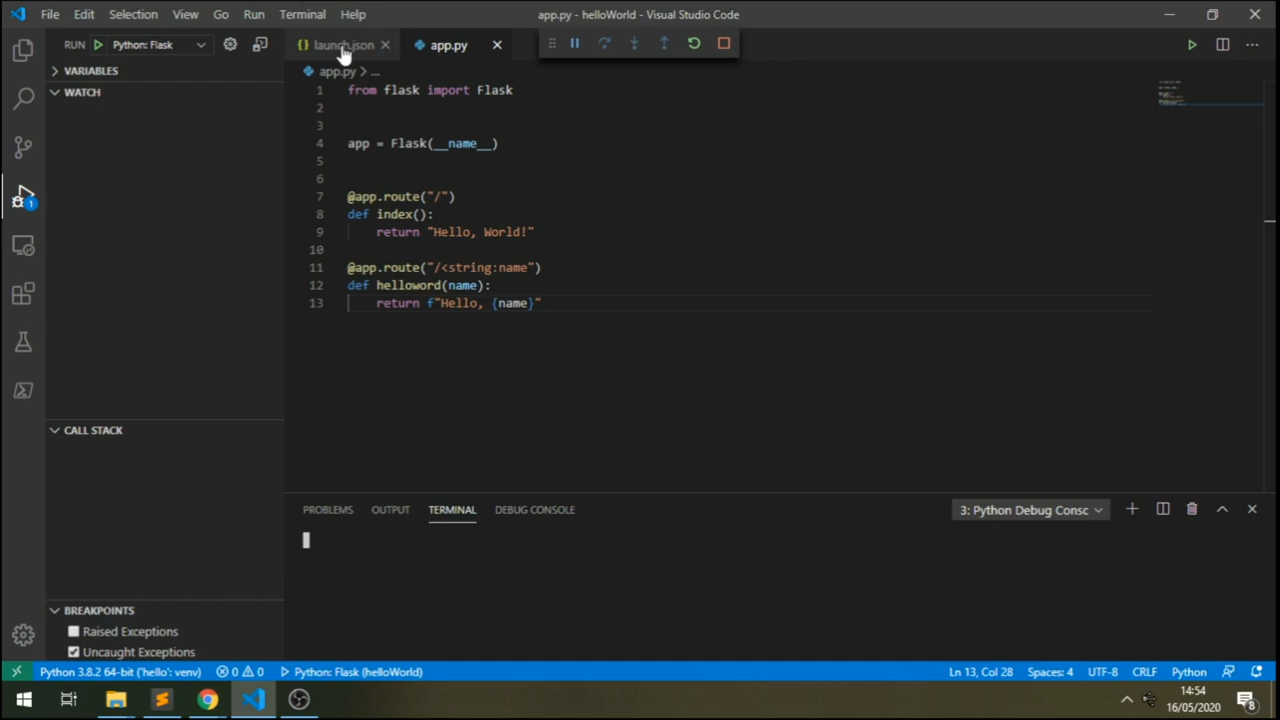 File Edit Selection View Go Run Terminal Help
app.py - helloWorld - Visual Studio Code
RUN Python: Flask
{} launch.json
app.py
app.py > ...
VARIABLES
WATCH
CALL STACK
BREAKPOINTS
Raised Exceptions
Uncaught Exceptions
1 from flask import Flask
2
3
4 app = Flask(__name__)
5
6
7 @app.route("/")
8 def index():
9 return "Hello, World!"
10
11 @app.route("/<string:name")
12 def helloword(name):
13 return f"Hello, {name}"
PROBLEMS OUTPUT TERMINAL DEBUG CONSOLE
3: Python Debug Consc
1
Python 3.8.2 64-bit ('hello': venv) 0 0 Python: Flask (helloWorld)
Ln 13, Col 28 Spaces: 4 UTF-8 CRLF Python
14:54
16/05/2020
8